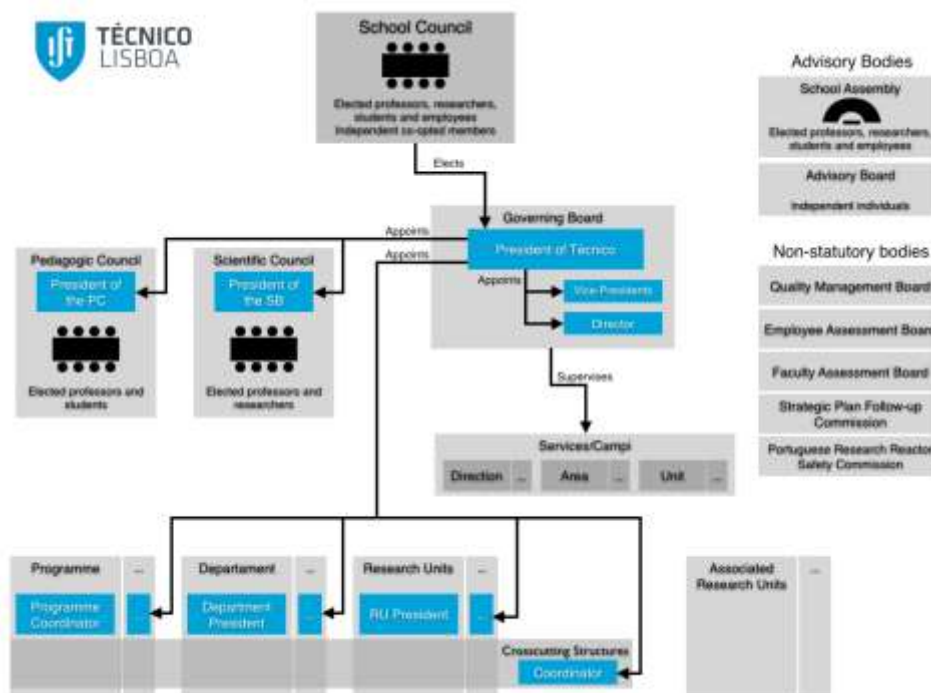 TÉCNICO
LISBOA
School Council
Elected professors, researchers,
students and employees
Independent co-opted members
Elects
Governing Board
President of Técnico
Appoints
Appoints
Appoints
Vice-Presidents
Director
Supervises
Pedagogic Council
President of
the PC
Elected professors and
students
Scientific Council
President of
the SB
Elected professors and
researchers
Services/Campi
Direction ...
Area ...
Unit ...
Advisory Bodies
School Assembly
Elected professors, researchers,
students and employees
Advisory Board
Independent individuals
Non-statutory bodies
Quality Management Board
Employee Assessment Board
Faculty Assessment Board
Strategic Plan Follow-up
Commission
Portuguese Research Reactor
Safety Commission
Programme ...
Programme
Coordinator
...
Departament ...
Department
President
...
Research Units ...
RU President
...
Crosscutting Structures
Coordinator
Associated
Research Units
...